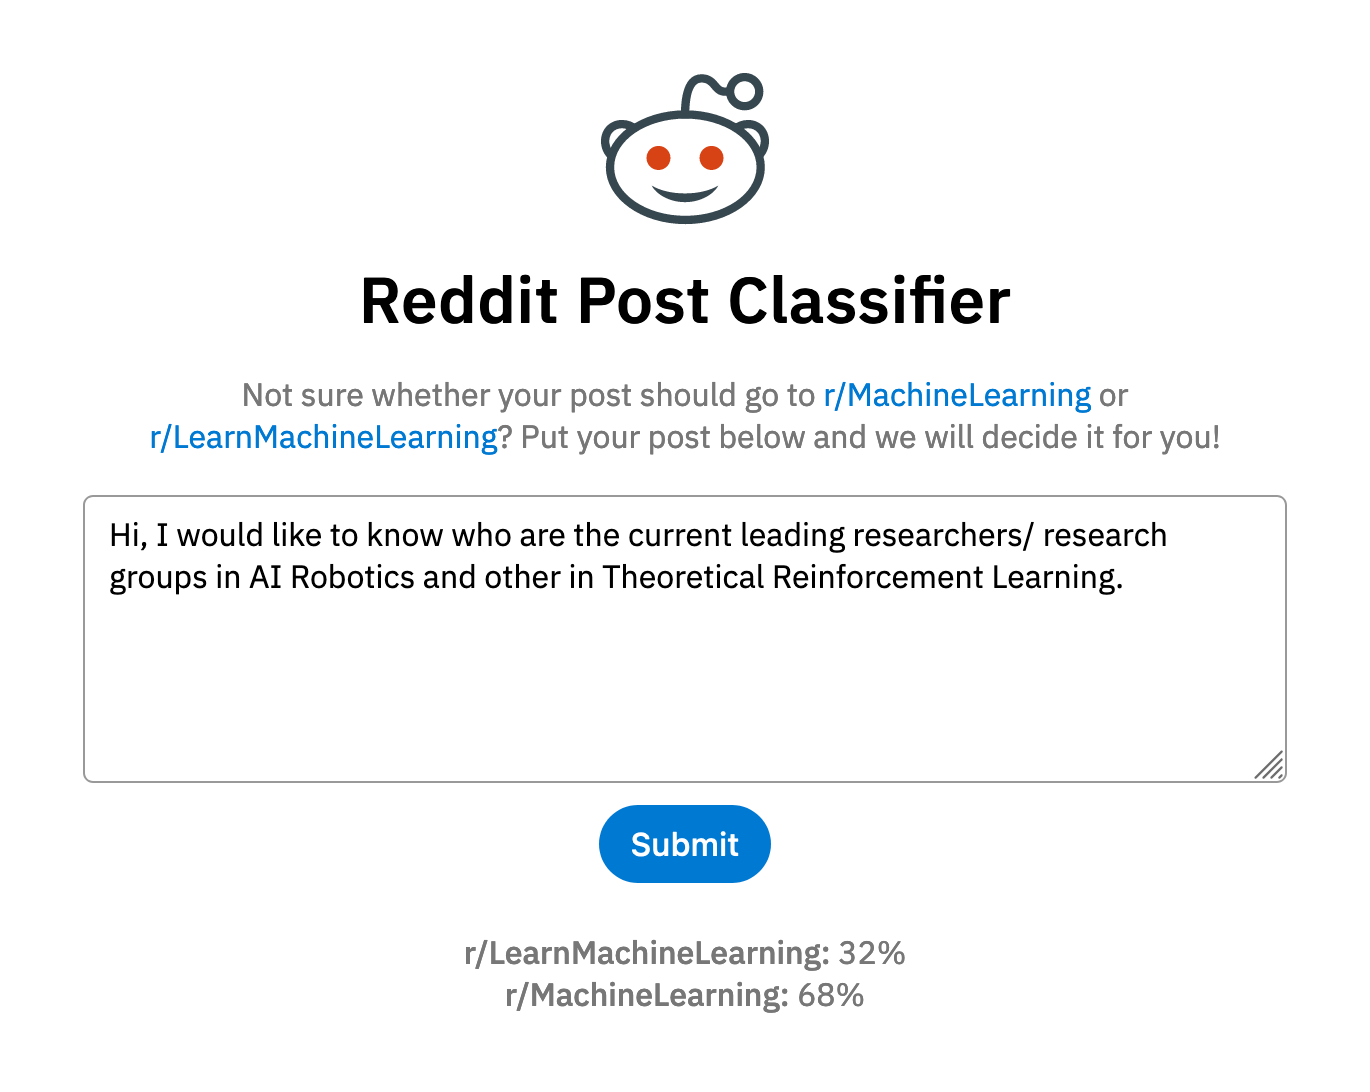 Reddit Post Classifier
Not sure whether your post should go to r/MachineLearning or
r/LearnMachineLearning? Put your post below and we will decide it for you!
Hi, I would like to know who are the current leading researchers/ research
groups in AI Robotics and other in Theoretical Reinforcement Learning.
Submit
r/LearnMachineLearning: 32%
r/MachineLearning: 68%